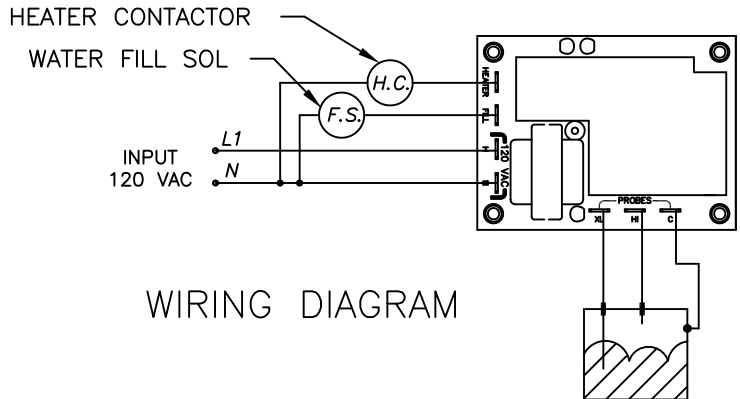 HEATER CONTACTOR
WATER FILL SOL
H.C.
F.S.
HEATER
FILL
L1
INPUT
120 VAC
N
H
120 VAC
N
PROBES
XL
HI
C
WIRING DIAGRAM